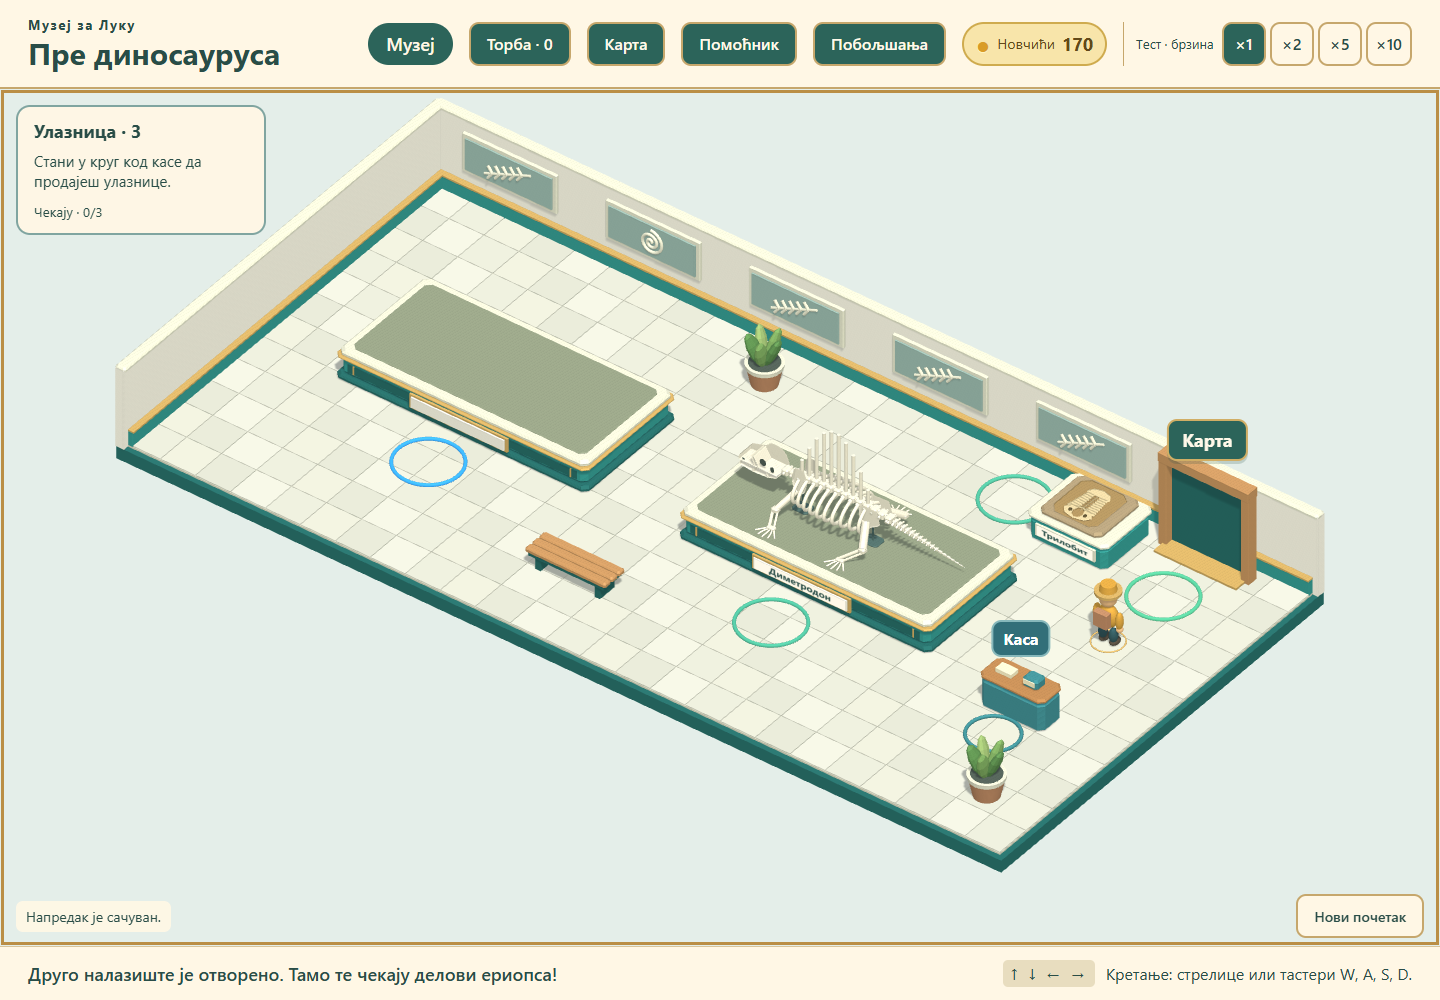 Музеј за Луку
Пре диносауруса
Музеј
Торба · 0
Карта
Помоћник
Побољшања
Новчићи 170
Тест · брзина
×1
×2
×5
×10
Улазница · 3
Стани у круг код касе да
продајеш улазнице.
Чекају · 0/3
Карта
Трилобит
Диметродон
Каса
Напредак је сачуван.
Нови почетак
Друго налазиште је отворено. Тамо те чекају делови ериопса!
↑ ↓ ← → Кретање: стрелице или тастери W, A, S, D.